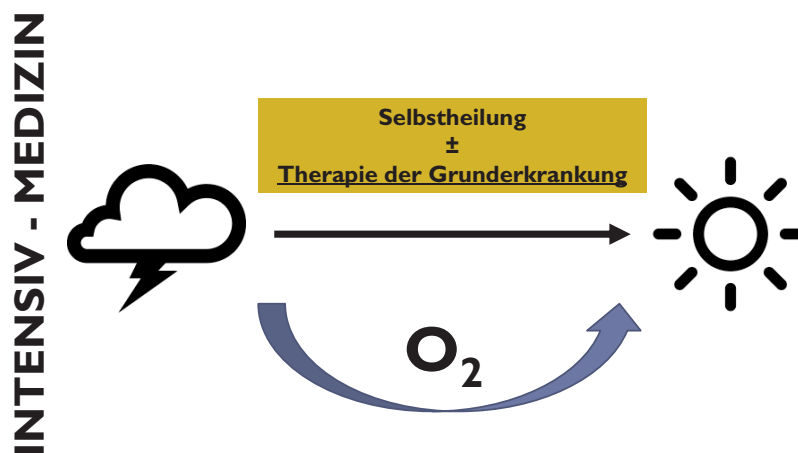 INTENSIV - MEDIZIN
Selbstheilung
±
Therapie der Grunderkrankung
O₂